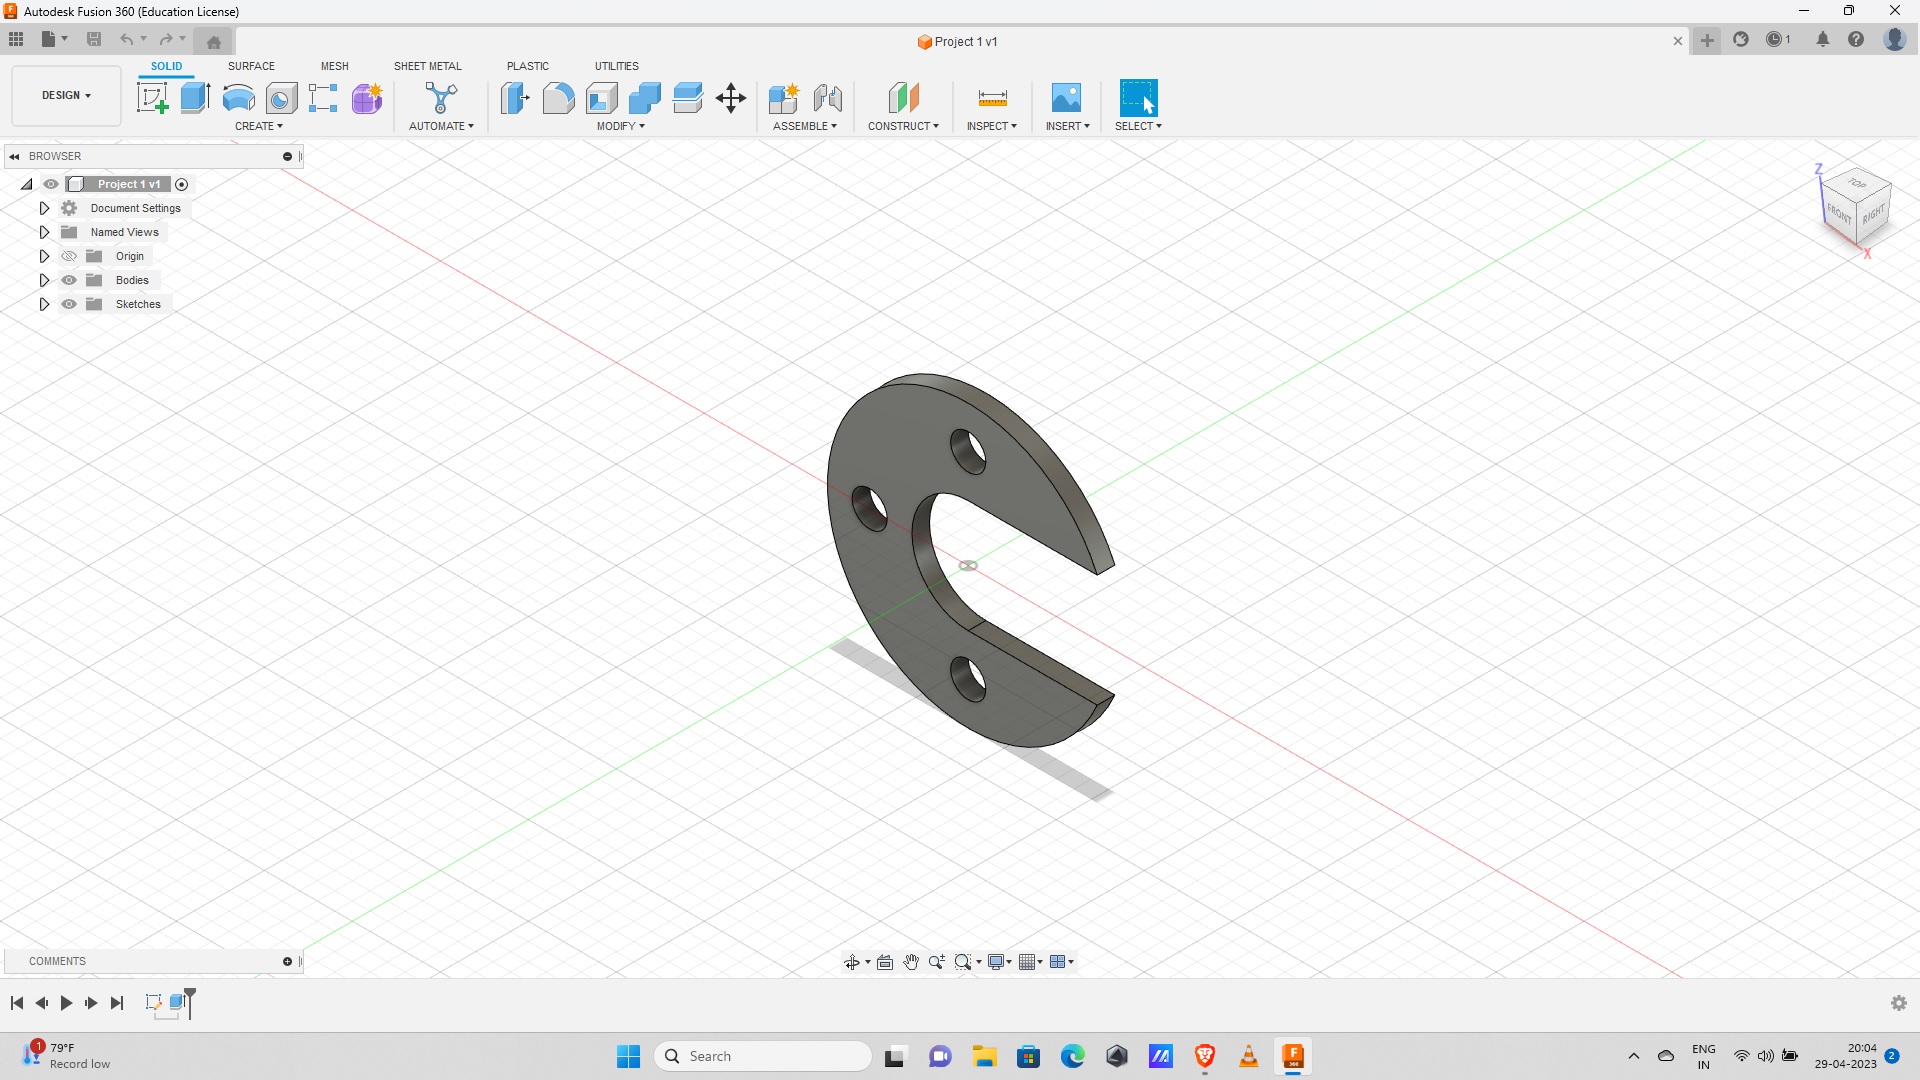 Autodesk Fusion 360 (Education License)
Project 1 v1
1
SOLID SURFACE MESH SHEET METAL PLASTIC UTILITIES
DESIGN
CREATE AUTOMATE MODIFY ASSEMBLE CONSTRUCT INSPECT INSERT SELECT
BROWSER
Project 1 v1
Document Settings
Named Views
Origin
Bodies
Sketches
Z
TOP
FRONT
RIGHT
X
COMMENTS
1
79°F
Record low
Search
F
360
ENG
IN
20:04
29-04-2023
2